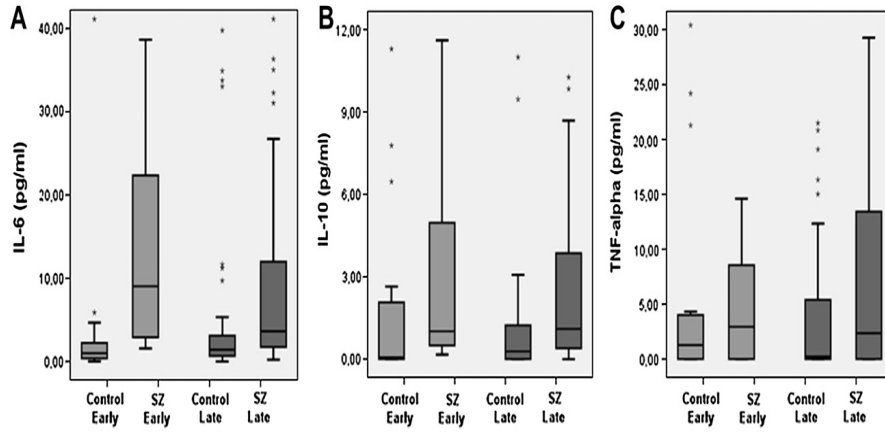 A
IL-6 (pg/ml)
40,00
30,00
20,00
10,00
0,00
Control Early
SZ Early
Control Late
SZ Late
B
IL-10 (pg/ml)
12,00
9,00
6,00
3,00
0,00
Control Early
SZ Early
Control Late
SZ Late
C
TNF-alpha (pg/ml)
30,00
25,00
20,00
15,00
10,00
5,00
0,00
Control Early
SZ Early
Control Late
SZ Late